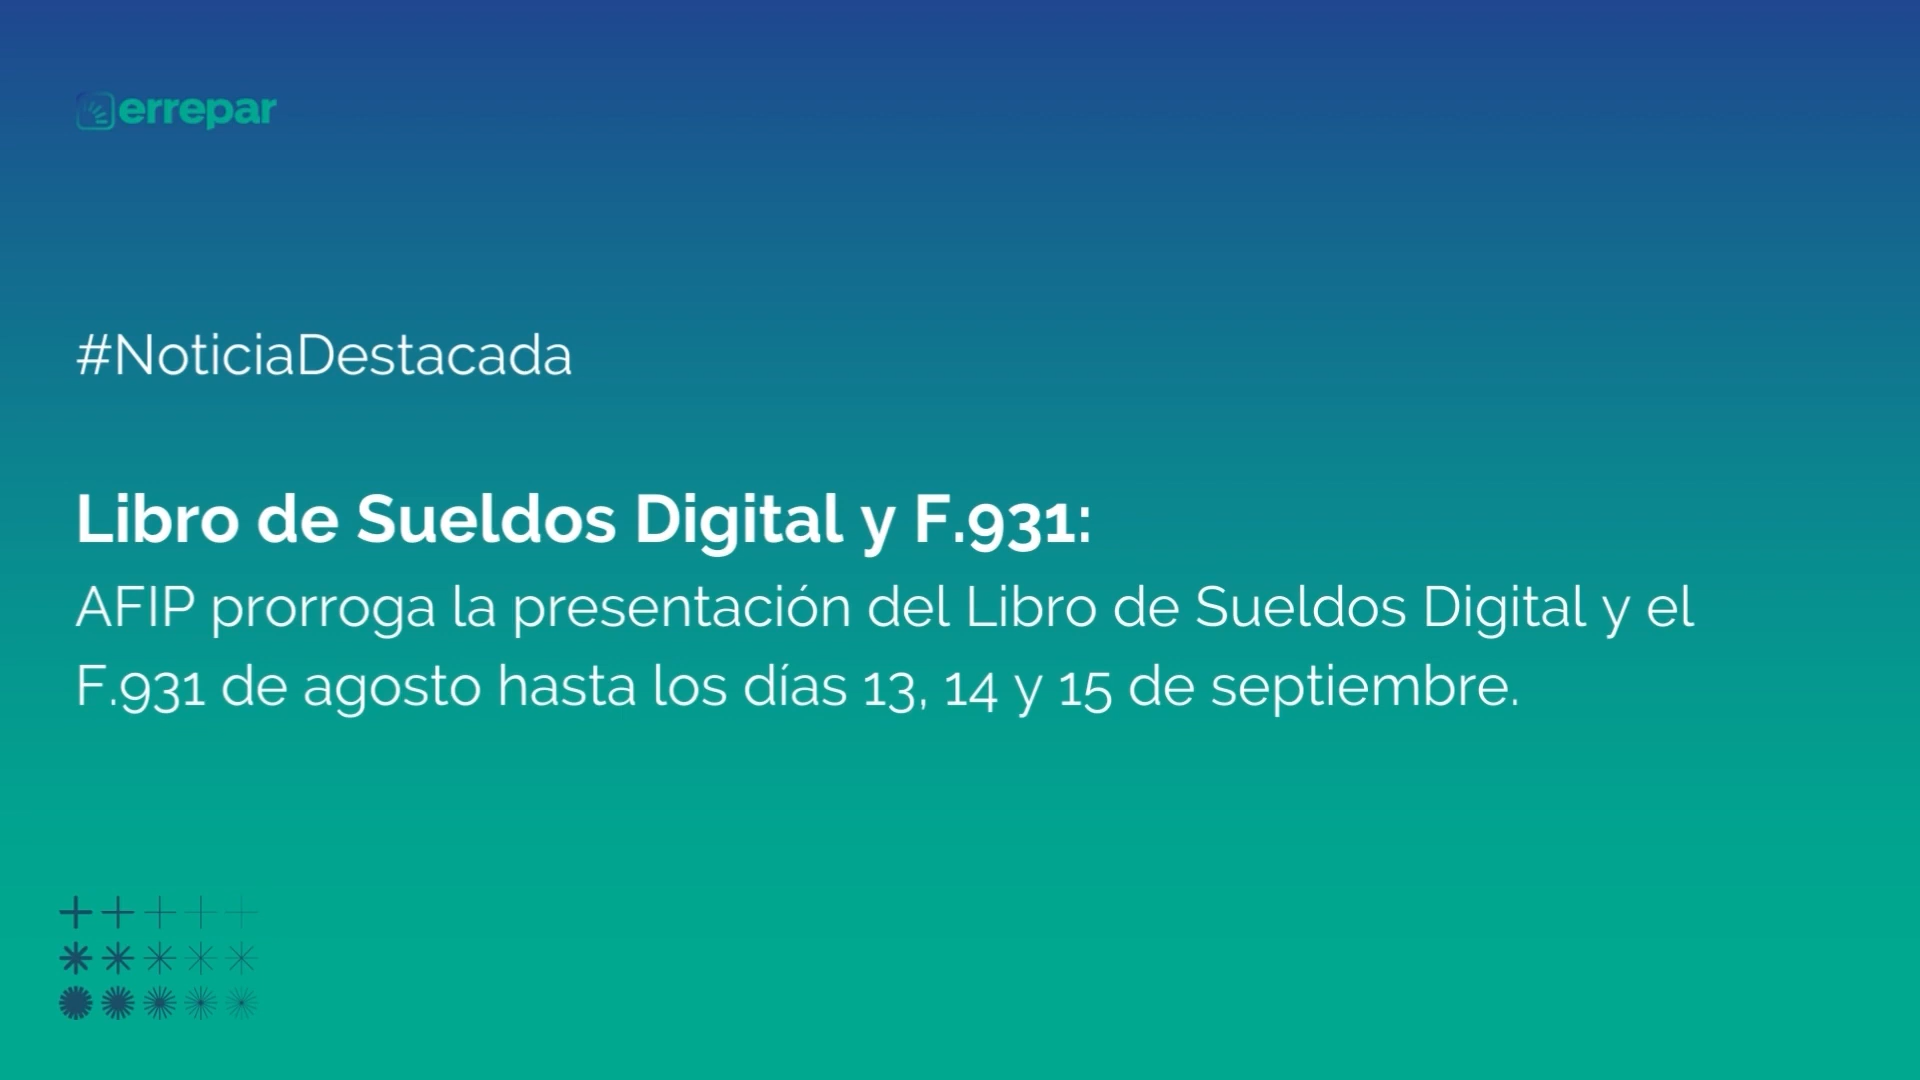 errepar
#NoticiaDestacada
Libro de Sueldos Digital y F.931:
AFIP prorroga la presentación del Libro de Sueldos Digital y el
F.931 de agosto hasta los días 13, 14 y 15 de septiembre.